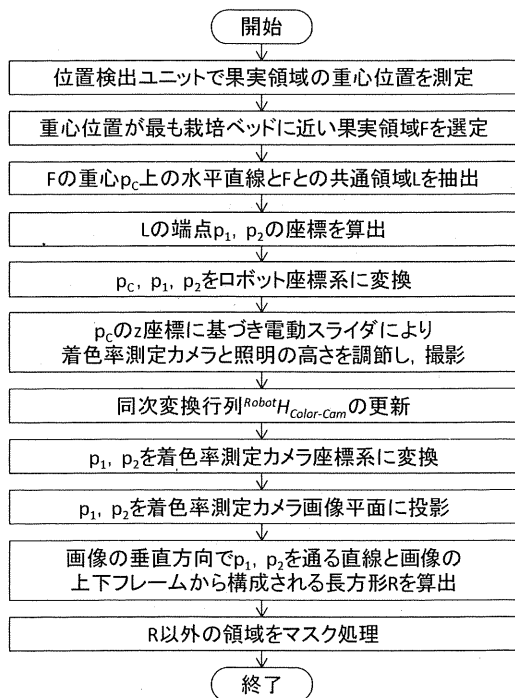 開始
位置検出ユニットで果実領域の重心位置を測定
重心位置が最も栽培ベッドに近い果実領域Fを選定
Fの重心pC上の水平直線とFとの共通領域Lを抽出
Lの端点p1, p2の座標を算出
pC, p1, p2をロボット座標系に変換
pCのz座標に基づき電動スライダにより
着色率測定カメラと照明の高さを調節し, 撮影
同次変換行列RobotHColor-Camの更新
p1, p2を着色率測定カメラ座標系に変換
p1, p2を着色率測定カメラ画像平面に投影
画像の垂直方向でp1, p2を通る直線と画像の
上下フレームから構成される長方形Rを算出
R以外の領域をマスク処理
終了